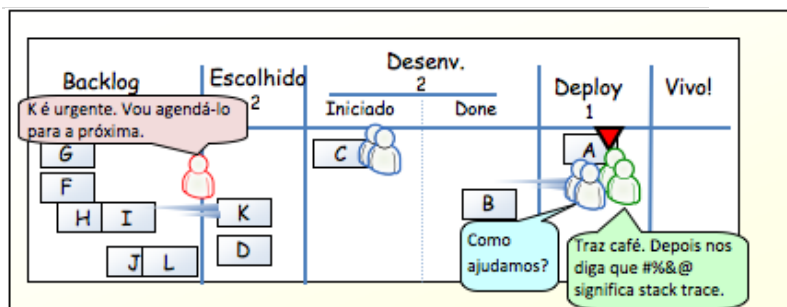 Backlog
Escolhido
2
Desenv.
2
Iniciado
Done
Deploy
1
Vivo!
K é urgente. Vou agendá-lo
para a próxima.
G
F
H I
J L
K
D
C
B
A
Como
ajudamos?
Traz café. Depois nos
diga que #%&@
significa stack trace.